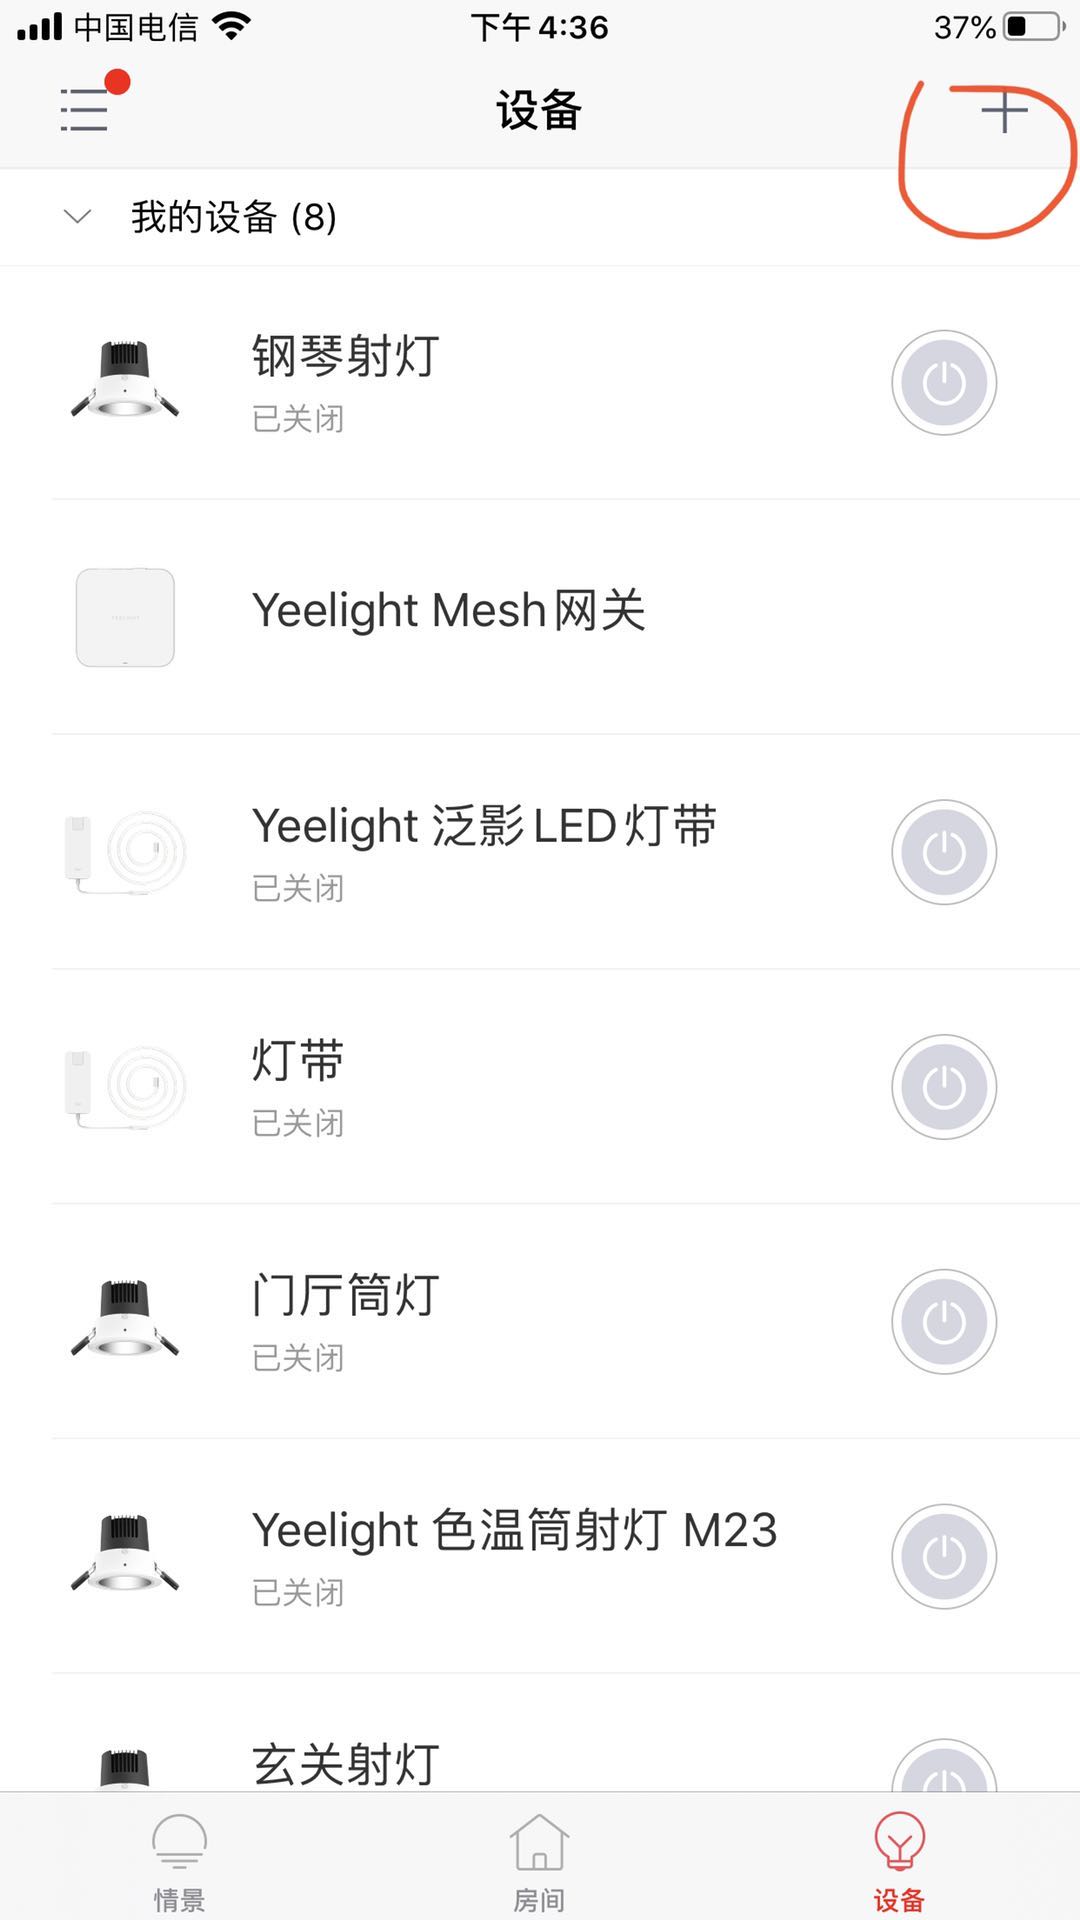 中国电信 下午4:36 37%
设备
我的设备 (8)
钢琴射灯
已关闭
Yeelight Mesh网关
YEELIGHT
Yeelight 泛影LED灯带
已关闭
灯带
已关闭
门厅筒灯
已关闭
Yeelight 色温筒射灯 M23
已关闭
玄关射灯
情景 房间 设备